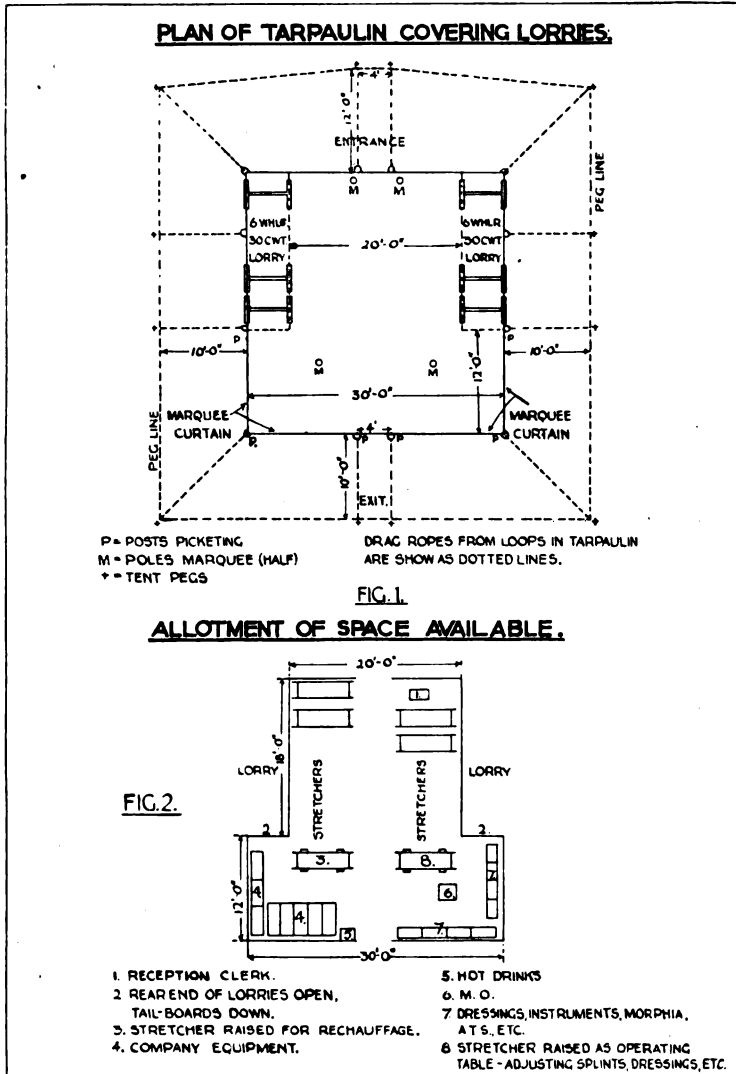 PLAN OF TARPAULIN COVERING LORRIES.
4'
12'-0"
ENTRANCE
M M
PEG LINE
6 WHLR
30 CWT
LORRY
20'-0"
6 WHLR
30 CWT
LORRY
P P
10'-0" 10'-0"
12'-0"
M M
30'-0"
MARQUEE
CURTAIN
4'
MARQUEE
CURTAIN
PEG LINE
P. P P P
10'-0"
EXIT.
P = POSTS PICKETING
M = POLES MARQUEE (HALF)
+ = TENT PEGS
DRAG ROPES FROM LOOPS IN TARPAULIN
ARE SHOW AS DOTTED LINES.
FIG. 1.
ALLOTMENT OF SPACE AVAILABLE.
20'-0"
1.
18'-0"
LORRY
STRETCHERS
STRETCHERS
LORRY
FIG. 2.
2 2.
3. 8.
12'-0"
4. 6. 7.
4.
5. 7.
30'-0"
1. RECEPTION CLERK.
2 REAR END OF LORRIES OPEN,
TAIL-BOARDS DOWN.
3. STRETCHER RAISED FOR RECHAUFFAGE.
4. COMPANY EQUIPMENT.
5. HOT DRINKS
6. M. O.
7 DRESSINGS, INSTRUMENTS, MORPHIA,
A T S., ETC.
8 STRETCHER RAISED AS OPERATING
TABLE - ADJUSTING SPLINTS, DRESSINGS, ETC.